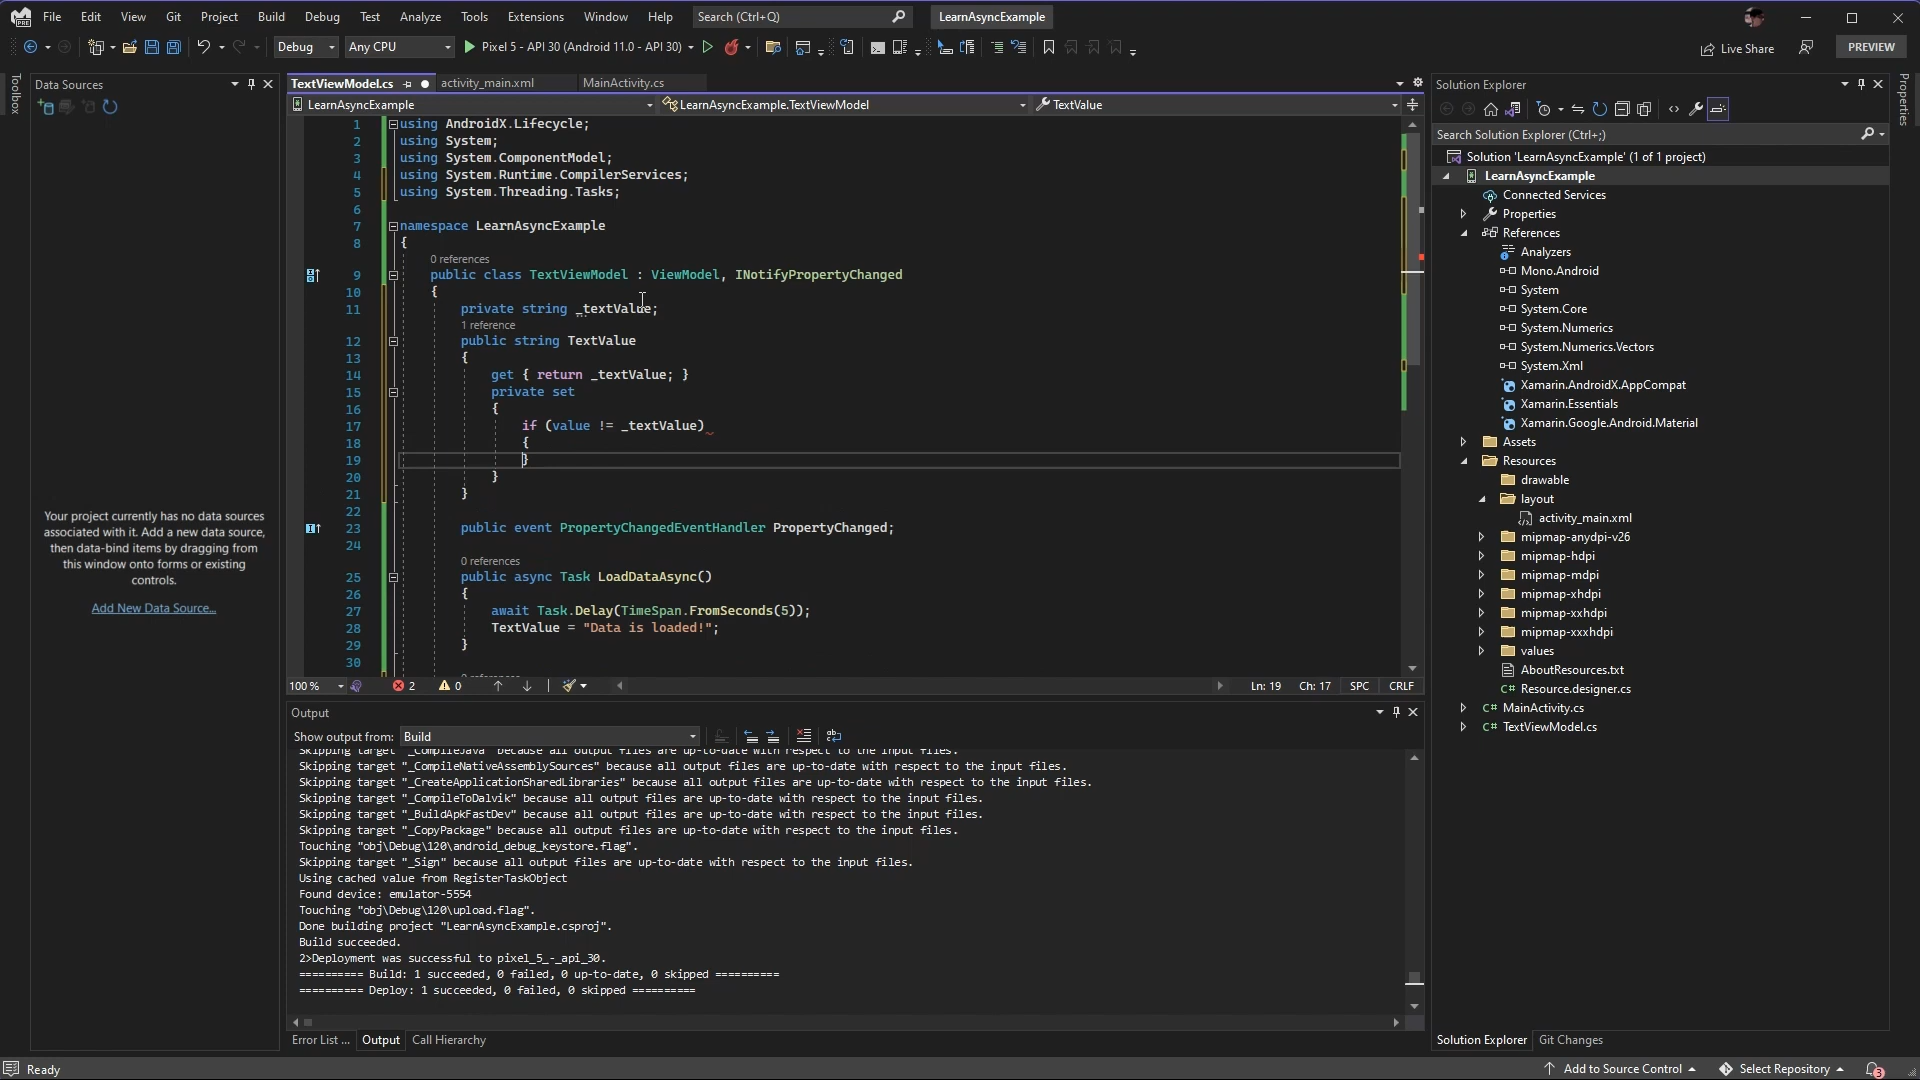 File Edit View Git Project Build Debug Test Analyze Tools Extensions Window Help Search (Ctrl+Q) LearnAsyncExample
Debug Any CPU Pixel 5 - API 30 (Android 11.0 - API 30) Live Share PREVIEW
Toolbox
Data Sources
Your project currently has no data sources
associated with it. Add a new data source,
then data-bind items by dragging from
this window onto forms or existing
controls.
Add New Data Source...
TextViewModel.cs activity_main.xml MainActivity.cs
LearnAsyncExample LearnAsyncExample.TextViewModel TextValue
1 using AndroidX.Lifecycle;
2 using System;
3 using System.ComponentModel;
4 using System.Runtime.CompilerServices;
5 using System.Threading.Tasks;
6
7 namespace LearnAsyncExample
8 {
0 references
9 public class TextViewModel : ViewModel, INotifyPropertyChanged
10 {
11 private string _textValue;
1 reference
12 public string TextValue
13 {
14 get { return _textValue; }
15 private set
16 {
17 if (value != _textValue)
18 {
19 }
20 }
21 }
22
23 public event PropertyChangedEventHandler PropertyChanged;
24
0 references
25 public async Task LoadDataAsync()
26 {
27 await Task.Delay(TimeSpan.FromSeconds(5));
28 TextValue = "Data is loaded!";
29 }
30
100 % 2 0 Ln: 19 Ch: 17 SPC CRLF
Output
Show output from: Build
Skipping target "_CompileJava" because all output files are up-to-date with respect to the input files.
Skipping target "_CompileNativeAssemblySources" because all output files are up-to-date with respect to the input files.
Skipping target "_CreateApplicationSharedLibraries" because all output files are up-to-date with respect to the input files.
Skipping target "_CompileToDalvik" because all output files are up-to-date with respect to the input files.
Skipping target "_BuildApkFastDev" because all output files are up-to-date with respect to the input files.
Skipping target "_CopyPackage" because all output files are up-to-date with respect to the input files.
Touching "obj\Debug\120\android_debug_keystore.flag".
Skipping target "_Sign" because all output files are up-to-date with respect to the input files.
Using cached value from RegisterTaskObject
Found device: emulator-5554
Touching "obj\Debug\120\upload.flag".
Done building project "LearnAsyncExample.csproj".
Build succeeded.
2>Deployment was successful to pixel_5_-_api_30.
========== Build: 1 succeeded, 0 failed, 0 up-to-date, 0 skipped ==========
========== Deploy: 1 succeeded, 0 failed, 0 skipped ==========
Error List ... Output Call Hierarchy
Solution Explorer
Search Solution Explorer (Ctrl+;)
Solution 'LearnAsyncExample' (1 of 1 project)
LearnAsyncExample
Connected Services
Properties
References
Analyzers
Mono.Android
System
System.Core
System.Numerics
System.Numerics.Vectors
System.Xml
Xamarin.AndroidX.AppCompat
Xamarin.Essentials
Xamarin.Google.Android.Material
Assets
Resources
drawable
layout
activity_main.xml
mipmap-anydpi-v26
mipmap-hdpi
mipmap-mdpi
mipmap-xhdpi
mipmap-xxhdpi
mipmap-xxxhdpi
values
AboutResources.txt
C# Resource.designer.cs
C# MainActivity.cs
C# TextViewModel.cs
Solution Explorer Git Changes
Properties
Ready Add to Source Control Select Repository 3